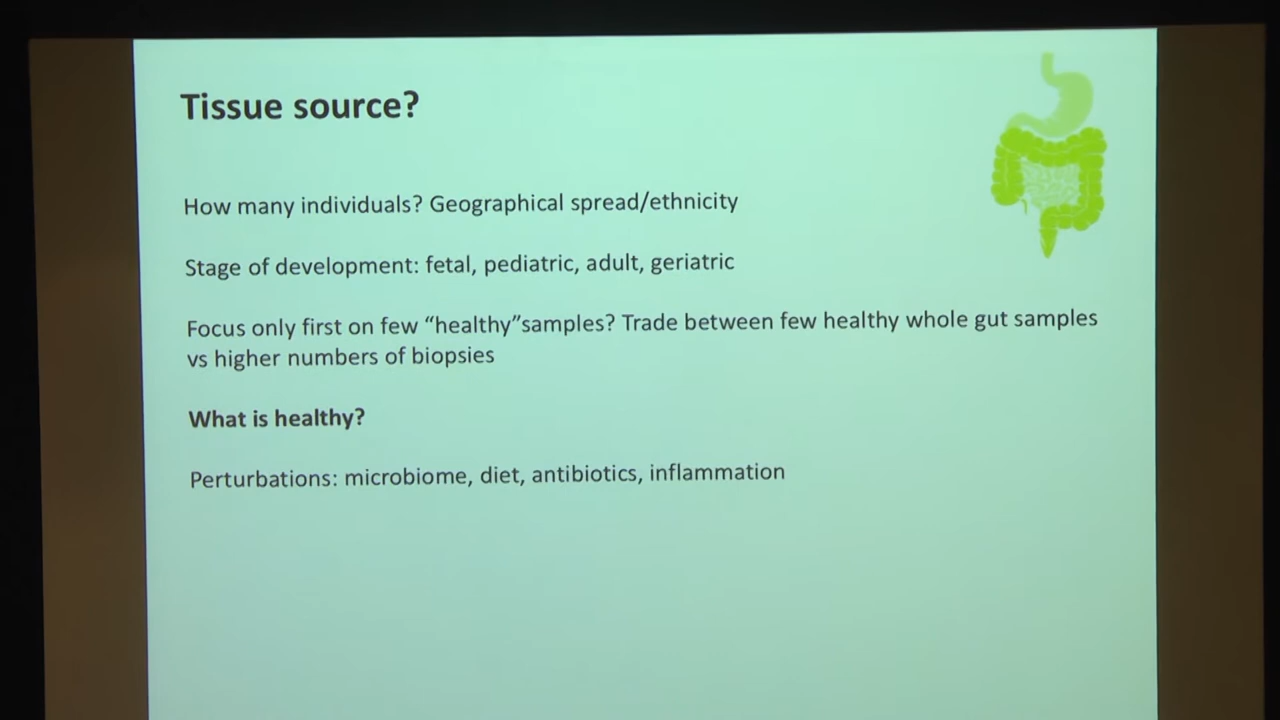 Tissue source?
How many individuals? Geographical spread/ethnicity
Stage of development: fetal, pediatric, adult, geriatric
Focus only first on few “healthy”samples? Trade between few healthy whole gut samples
vs higher numbers of biopsies
What is healthy?
Perturbations: microbiome, diet, antibiotics, inflammation